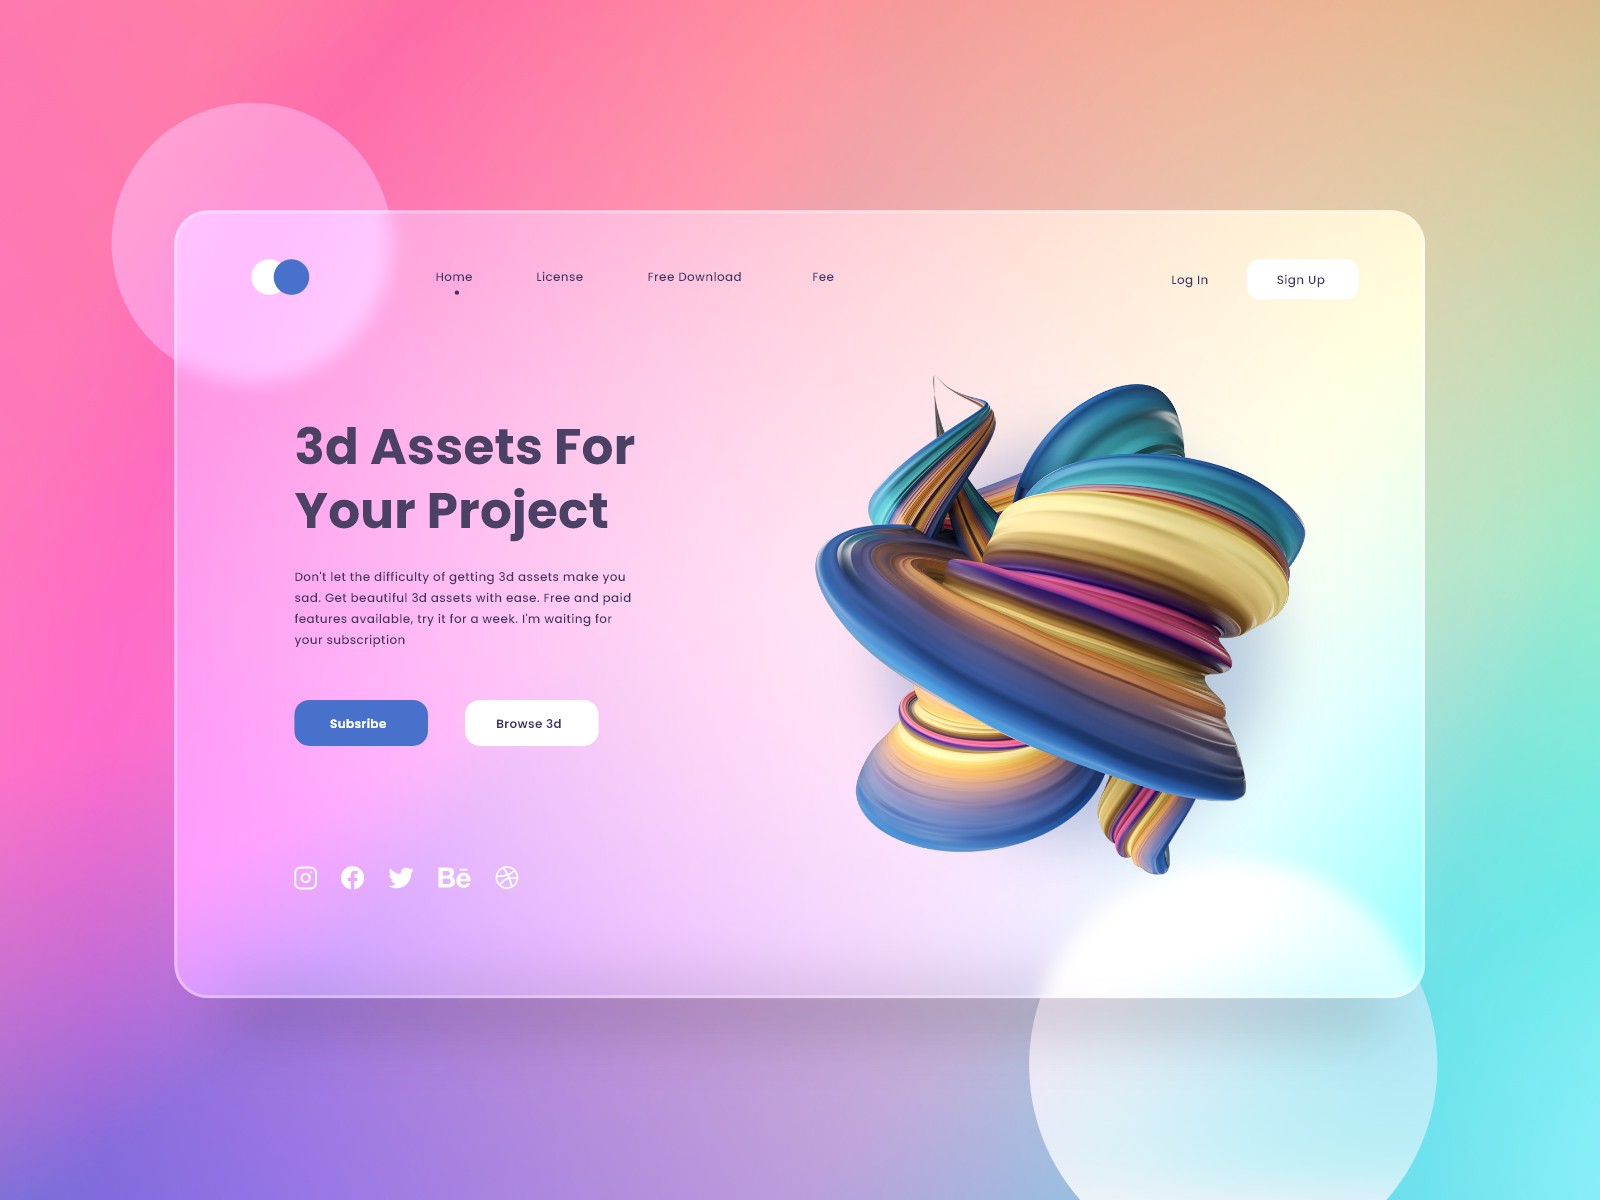 Home License Free Download Fee Log In Sign Up
3d Assets For
Your Project
Don't let the difficulty of getting 3d assets make you
sad. Get beautiful 3d assets with ease. Free and paid
features available, try it for a week. I'm waiting for
your subscription
Subsribe Browse 3d
Bē